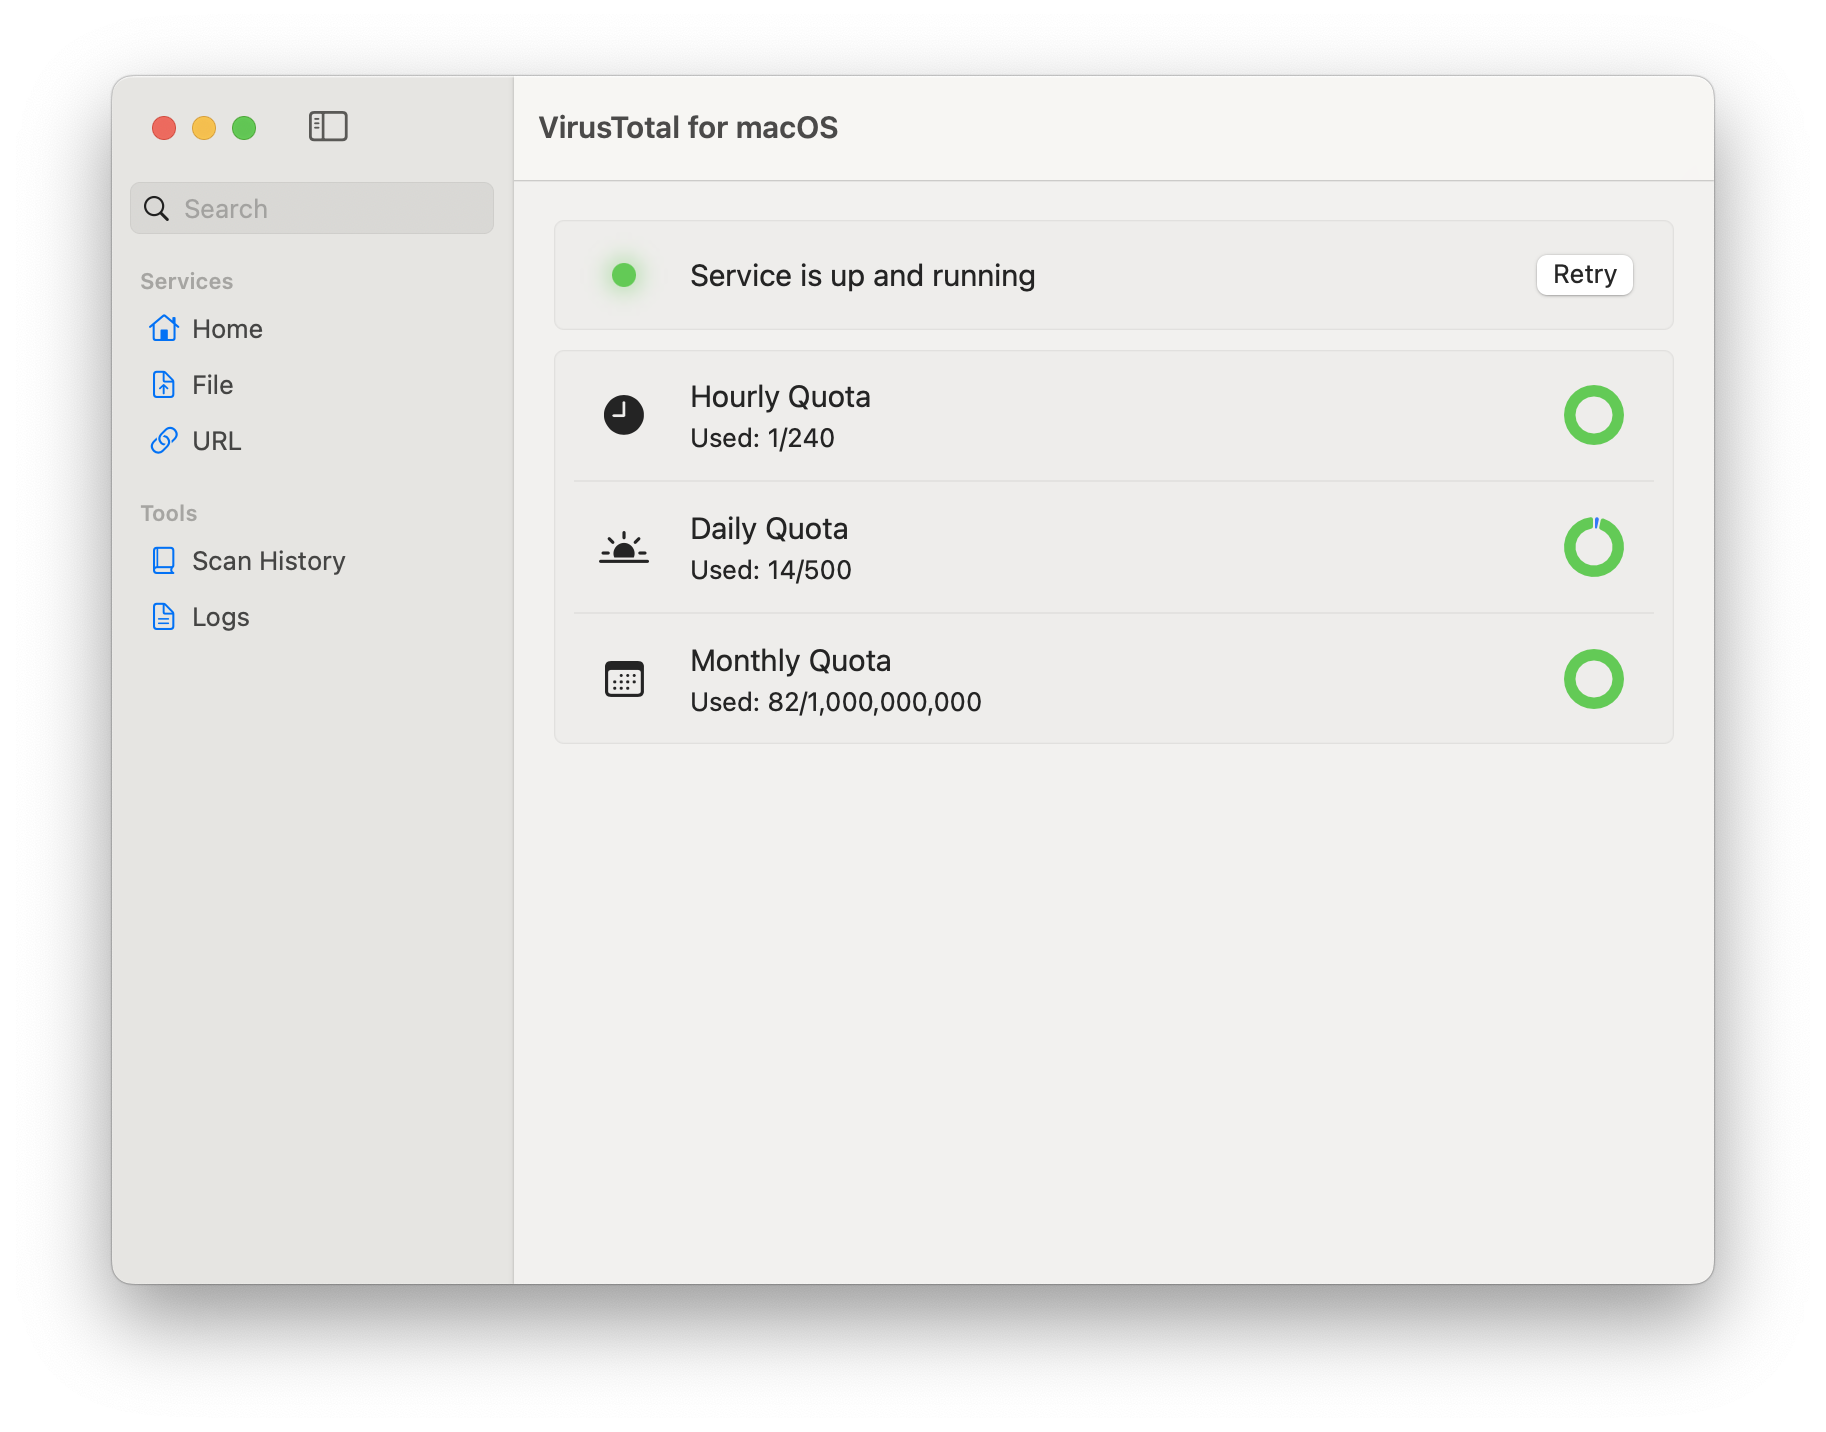 VirusTotal for macOS
Search
Services
Home
File
URL
Tools
Scan History
Logs
Service is up and running
Retry
Hourly Quota
Used: 1/240
Daily Quota
Used: 14/500
Monthly Quota
Used: 82/1,000,000,000